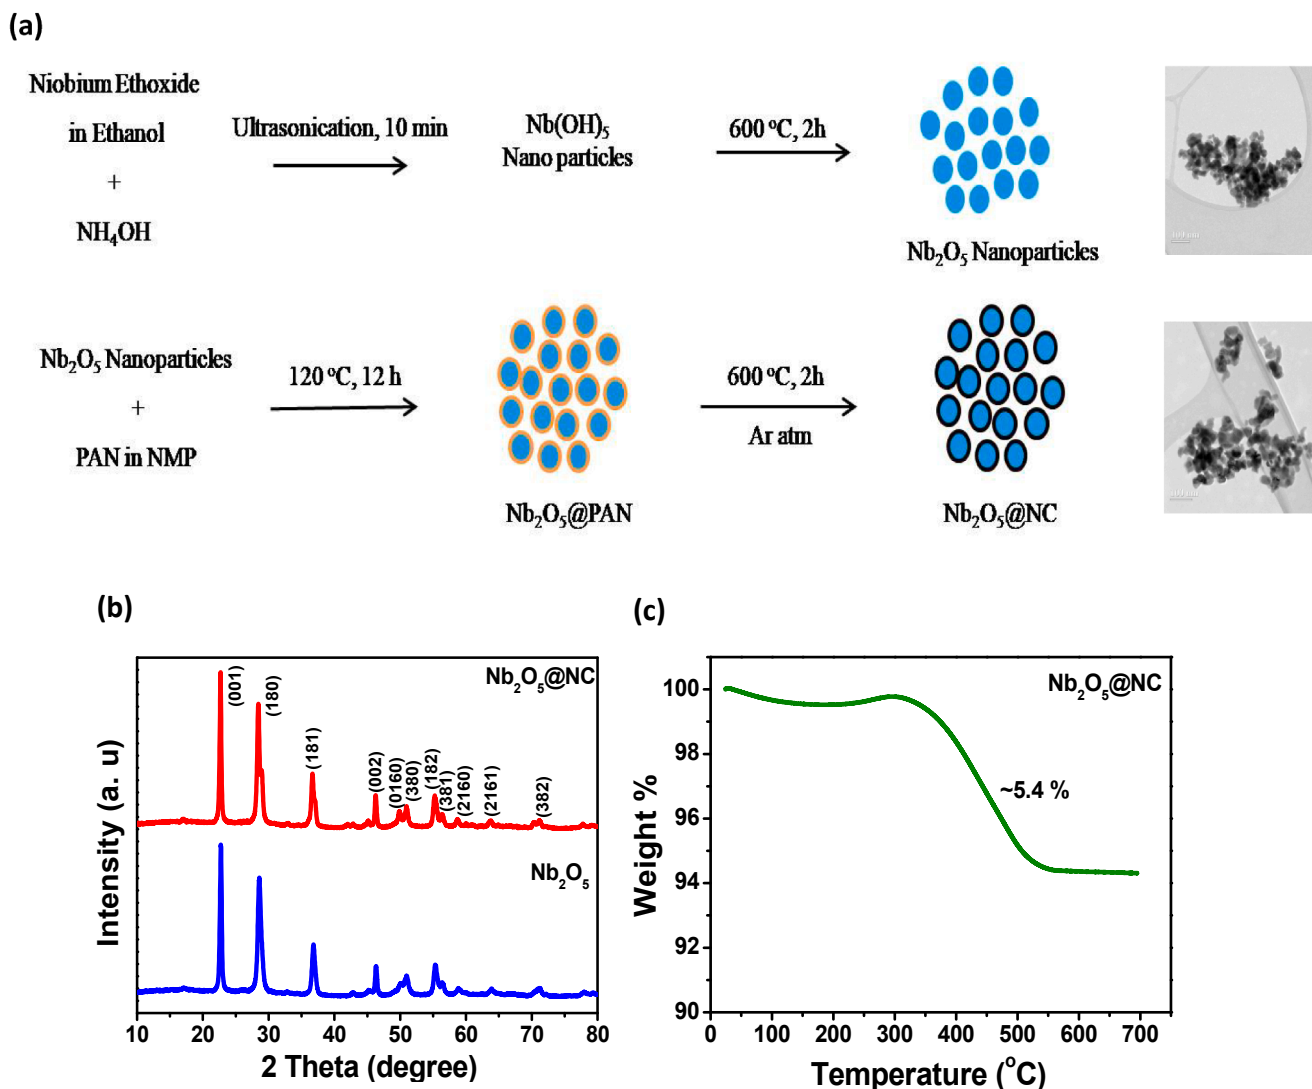 (a)
Niobium Ethoxide
in Ethanol
+
NH₄OH
Ultrasonication, 10 min
Nb(OH)₅
Nano particles
600 °C, 2h
Nb₂O₅ Nanoparticles
100 nm
Nb₂O₅ Nanoparticles
+
PAN in NMP
120 °C, 12 h
Nb₂O₅@PAN
600 °C, 2h
Ar atm
Nb₂O₅@NC
100 nm
(b)
Intensity (a. u)
Nb₂O₅@NC
(001)
(180)
(181)
(002)
(0160)
(380)
(182)
(381)
(2160)
(2161)
(382)
Nb₂O₅
10 20 30 40 50 60 70 80
2 Theta (degree)
(c)
Weight %
100
98
96
94
92
90
Nb₂O₅@NC
~5.4 %
0 100 200 300 400 500 600 700
Temperature (°C)